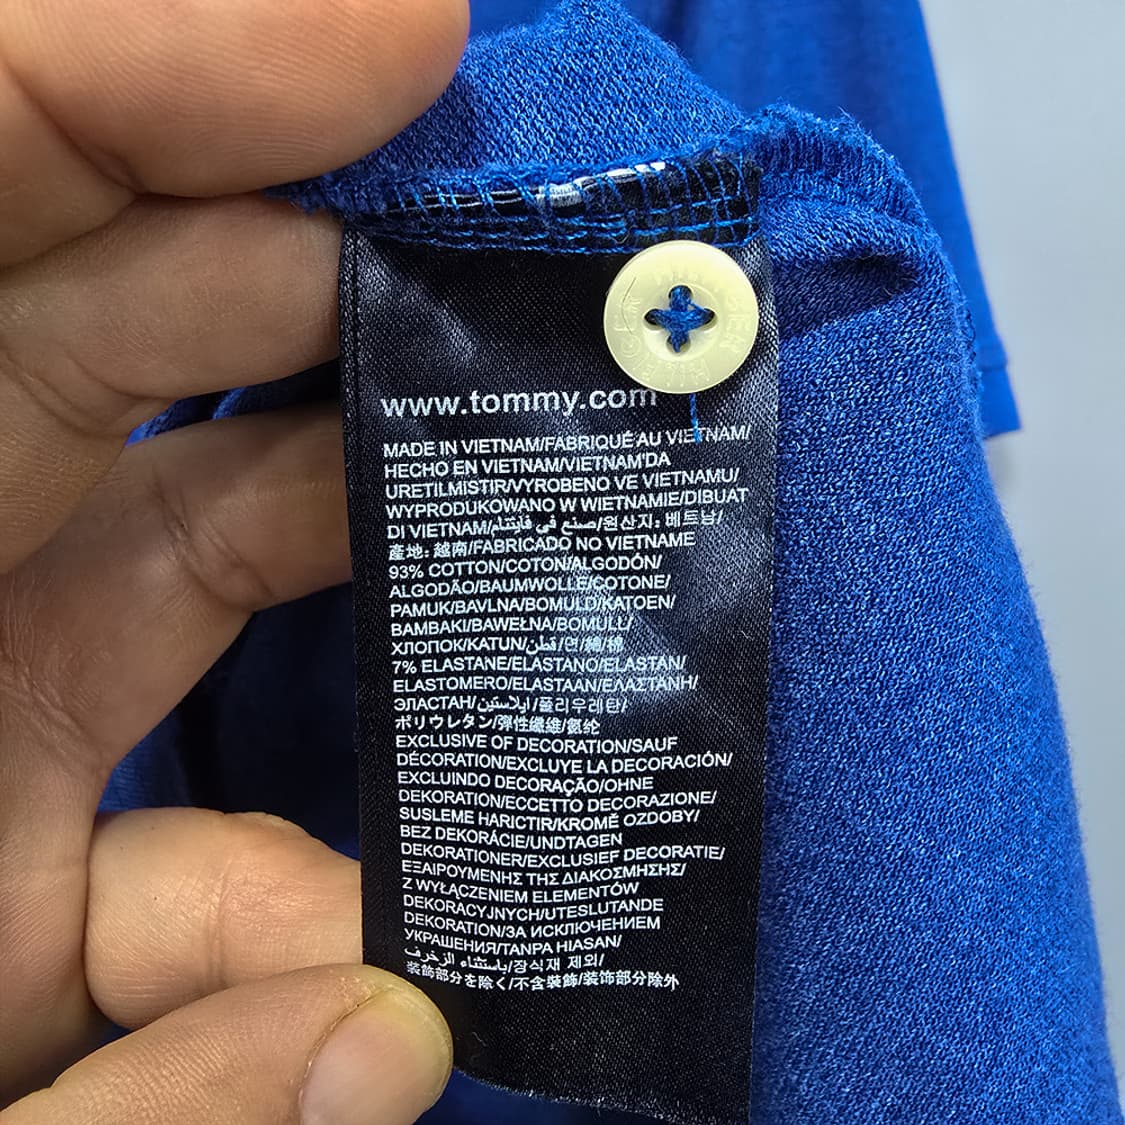 www.tommy.com
MADE IN VIETNAM/FABRIQUÉ AU VIETNAM/
HECHO EN VIETNAM/VIETNAM'DA
URETILMISTIR/VYROBENO VE VIETNAMU/
WYPRODUKOWANO W WIETNAMIE/DIBUAT
DI VIETNAM/صنع في فايتنام/원산지: 베트남/
產地: 越南/FABRICADO NO VIETNAME
93% COTTON/COTON/ALGODÓN/
ALGODÃO/BAUMWOLLE/COTONE/
PAMUK/BAVLNA/BOMULD/KATOEN/
BAMBAKI/BAWEŁNA/BOMULL/
ХЛОПОК/KATUN/قطن/면/綿/棉
7% ELASTANE/ELASTANO/ELASTAN/
ELASTOMERO/ELASTAAN/ΕΛΑΣΤΑΝΗ/
ЭЛАСТАН/ايلاستين/폴리우레탄/
ポリウレタン/彈性纖維/氨纶
EXCLUSIVE OF DECORATION/SAUF
DÉCORATION/EXCLUYE LA DECORACIÓN/
EXCLUINDO DECORAÇÃO/OHNE
DEKORATION/ECCETTO DECORAZIONE/
SUSLEME HARICTIR/KROMĚ OZDOBY/
BEZ DEKORÁCIE/UNDTAGEN
DEKORATIONER/EXCLUSIEF DECORATIE/
ΕΞΑΙΡΟΥΜΕΝΗΣ ΤΗΣ ΔΙΑΚΟΣΜΗΣΗΣ/
Z WYŁĄCZENIEM ELEMENTÓW
DEKORACYJNYCH/UTESLUTANDE
DEKORATION/ЗА ИСКЛЮЧЕНИЕМ
УКРАШЕНИЯ/TANPA HIASAN/
باستثناء الزخرف/장식재 제외/
装飾部分を除く/不含裝飾/装饰部分除外